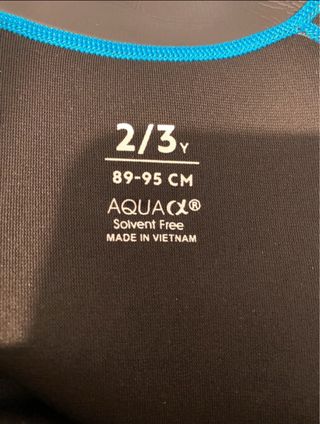 2/3Y
89-95 CM
AQUAα®
Solvent Free
MADE IN VIETNAM